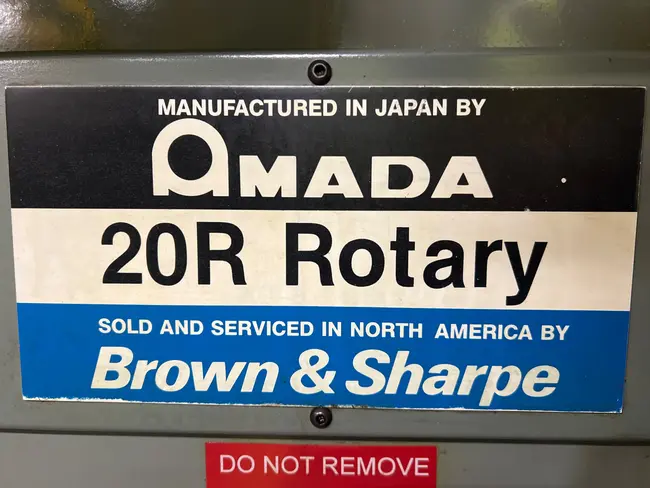 MANUFACTURED IN JAPAN BY
AMADA
20R Rotary
SOLD AND SERVICED IN NORTH AMERICA BY
Brown & Sharpe
DO NOT REMOVE